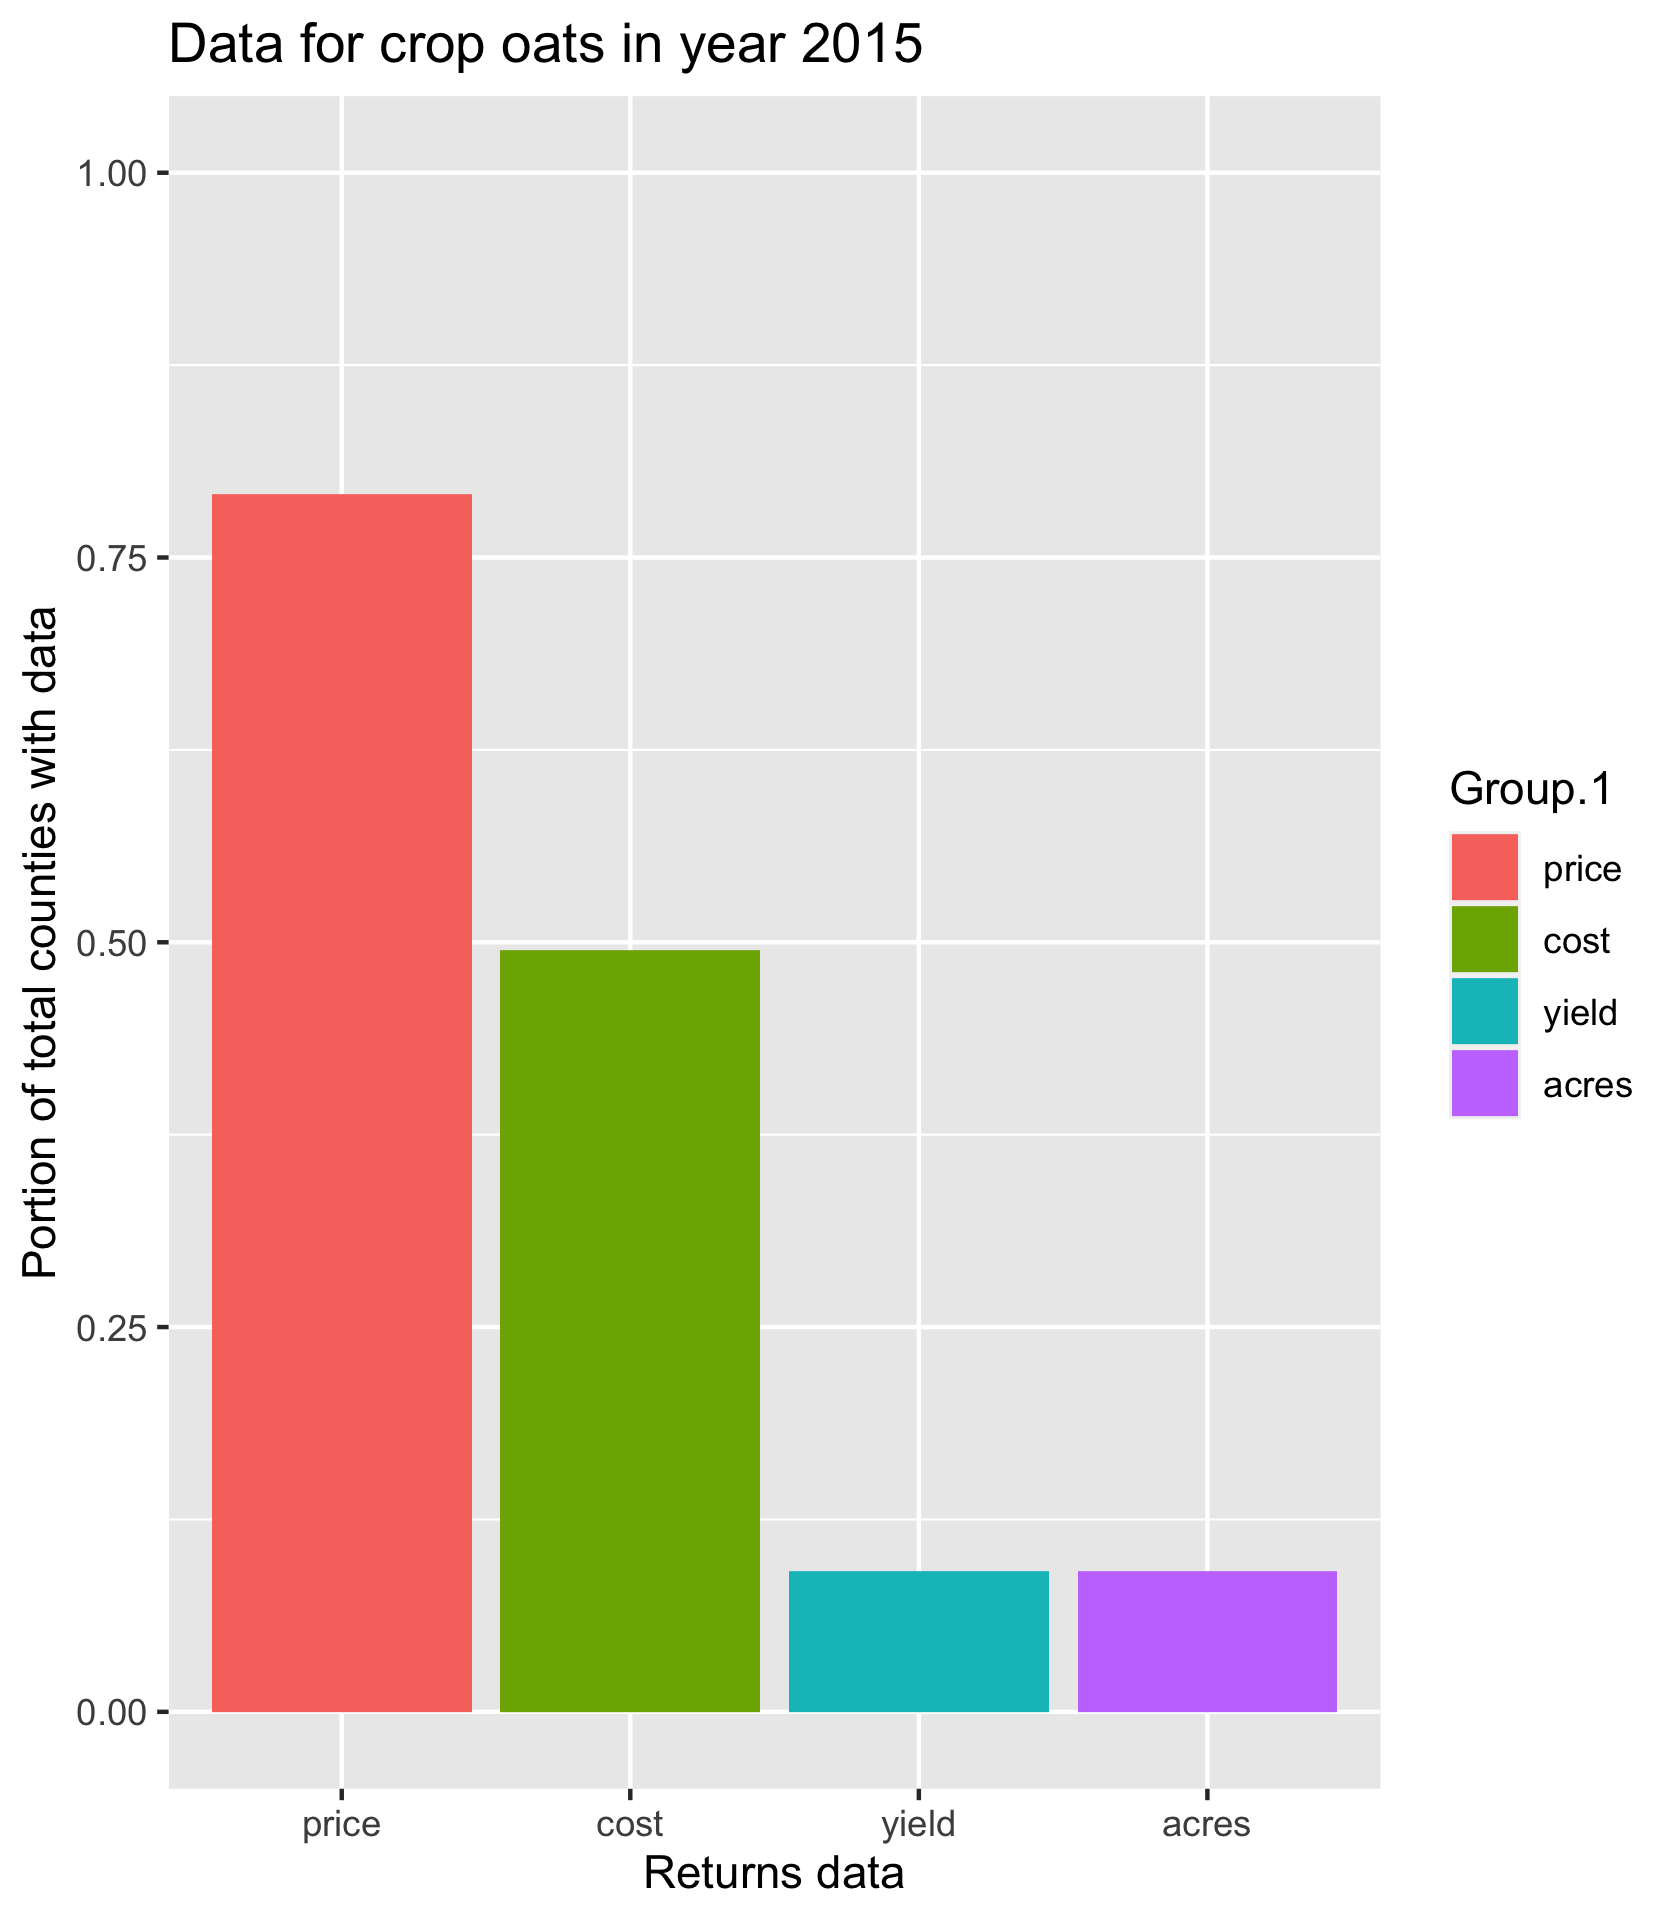 Data for crop oats in year 2015
Portion of total counties with data
1.00
0.75
0.50
0.25
0.00
price
cost
yield
acres
Returns data
Group.1
price
cost
yield
acres